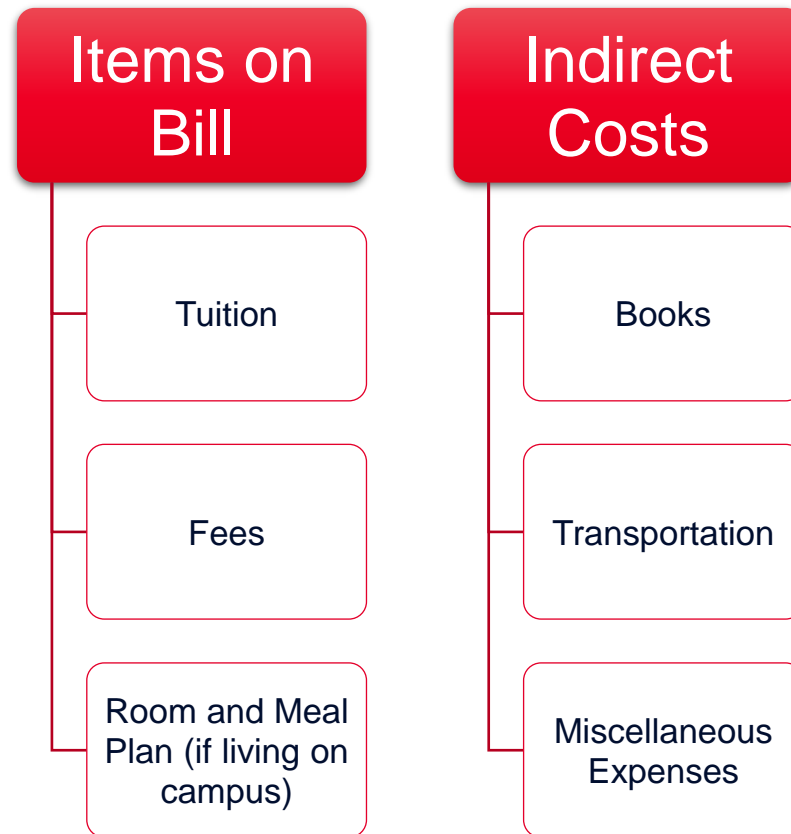 Items on
Bill
Tuition
Fees
Room and Meal
Plan (if living on
campus)
Indirect
Costs
Books
Transportation
Miscellaneous
Expenses